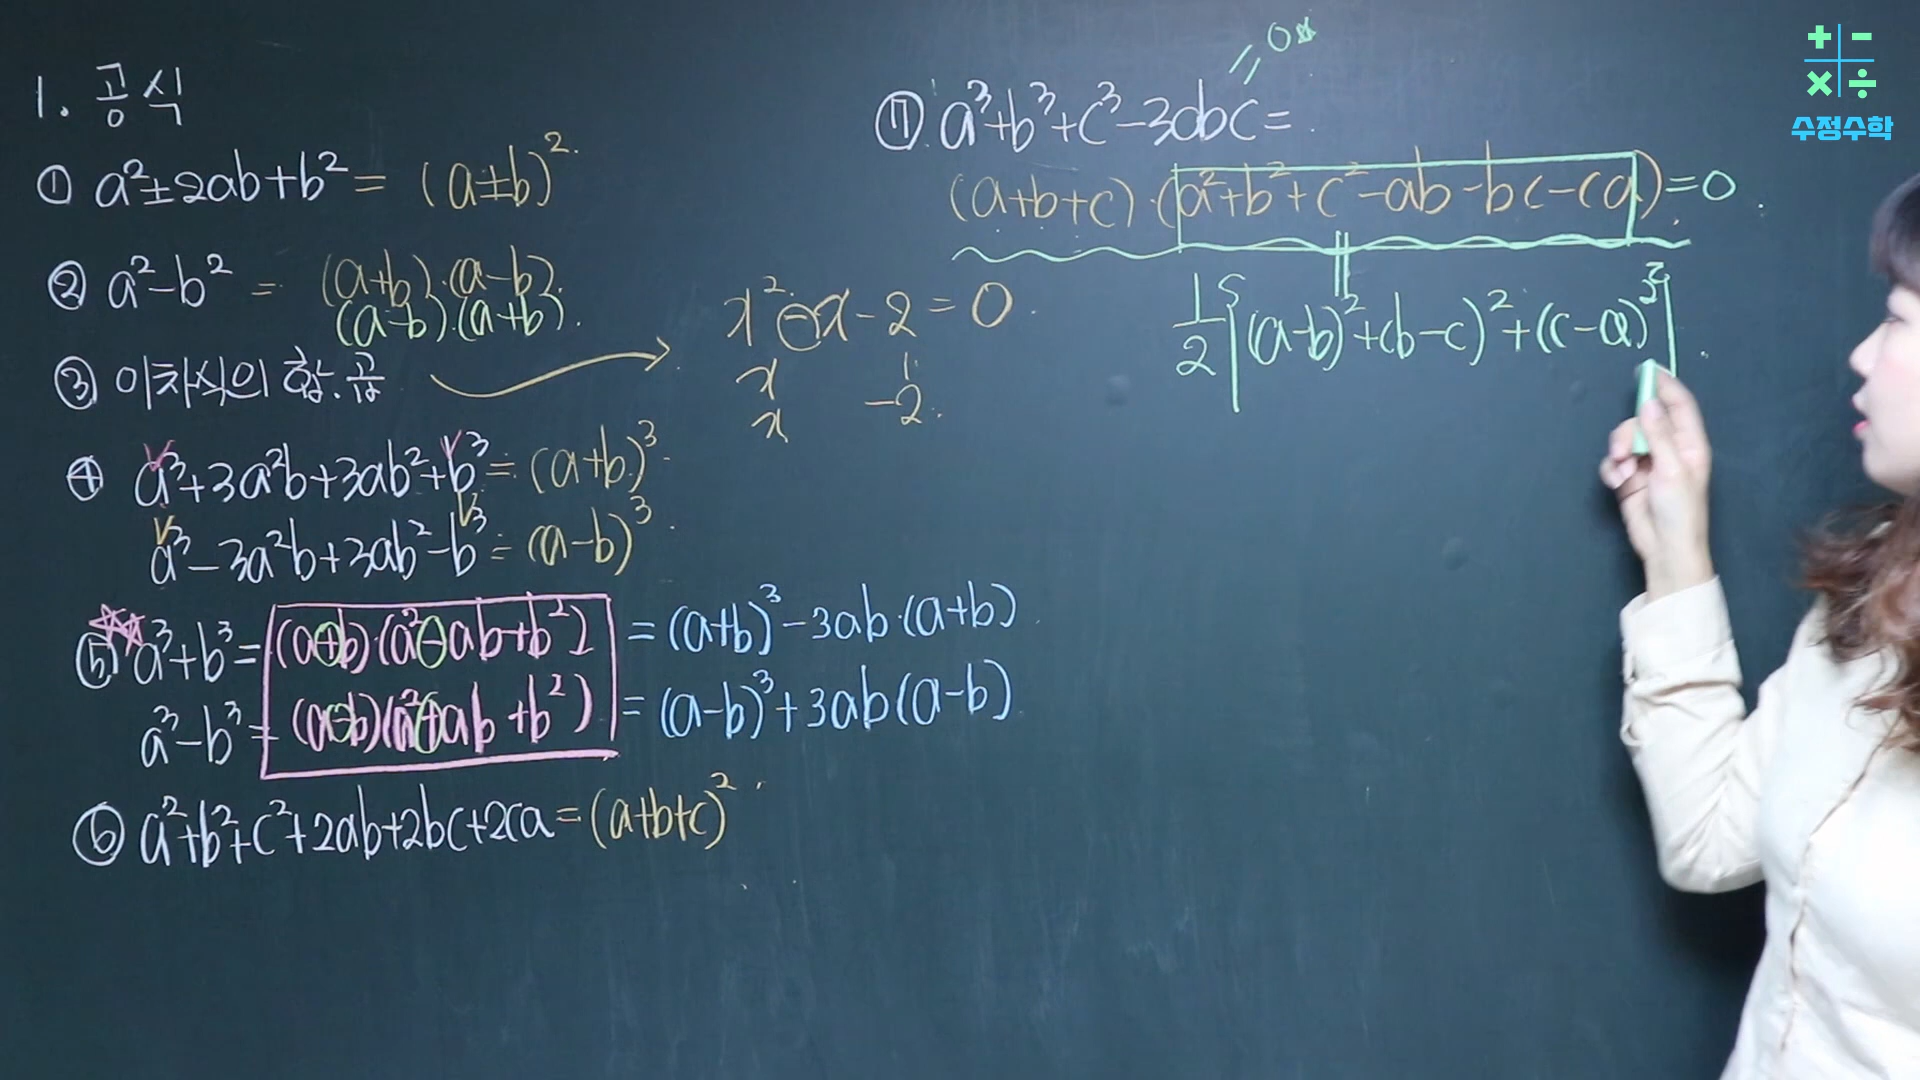 1. 공식
① a²±2ab+b² = (a±b)²
② a²-b² = (a+b)·(a-b)
(a-b)·(a+b)
③ 이차식의 합.곱
x²-x-2=0
x 1
x -2
④ a³+3a²b+3ab²+b³ = (a+b)³
a³-3a²b+3ab²-b³ = (a-b)³
⑤ a³+b³ = (a+b)·(a²-ab+b²) = (a+b)³-3ab·(a+b)
a³-b³ = (a-b)(a²+ab+b²) = (a-b)³+3ab(a-b)
⑥ a²+b²+c²+2ab+2bc+2ca = (a+b+c)²
⑦ a³+b³+c³-3abc =
= 0
(a+b+c)·(a²+b²+c²-ab-bc-ca) = 0
=
1/2 {(a-b)²+(b-c)²+(c-a)²}
수정수학